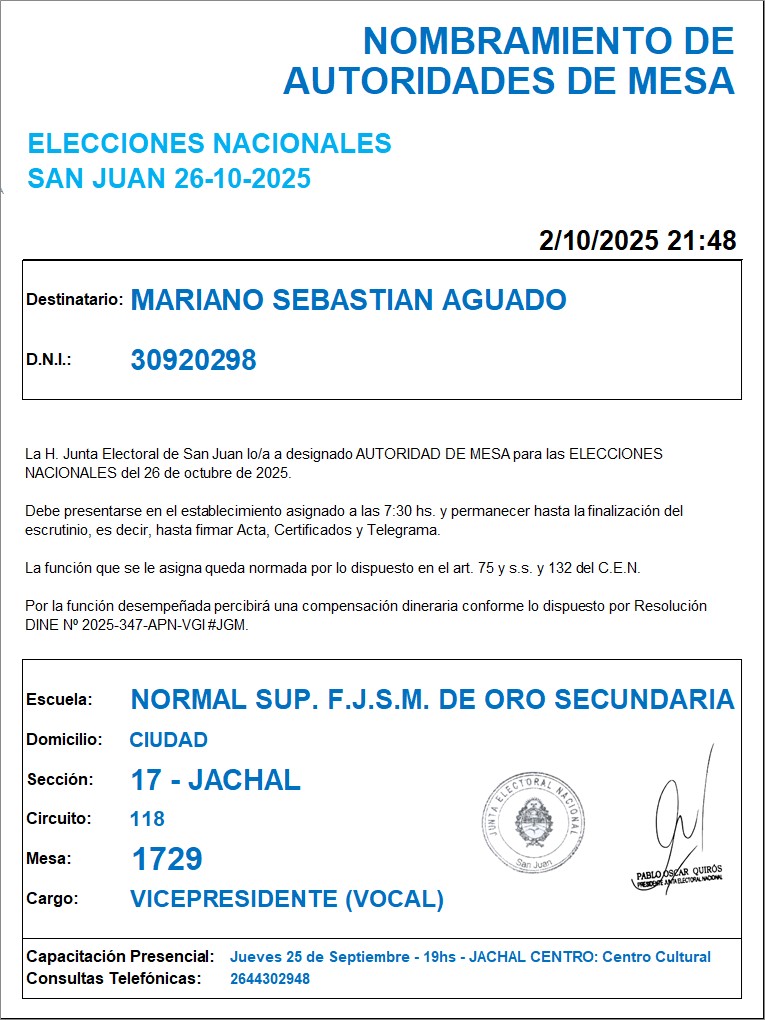 NOMBRAMIENTO DE
AUTORIDADES DE MESA
ELECCIONES NACIONALES
SAN JUAN 26-10-2025
2/10/2025 21:48
Destinatario: MARIANO SEBASTIAN AGUADO
D.N.I.: 30920298
La H. Junta Electoral de San Juan lo/a a designado AUTORIDAD DE MESA para las ELECCIONES
NACIONALES del 26 de octubre de 2025.
Debe presentarse en el establecimiento asignado a las 7:30 hs. y permanecer hasta la finalización del
escrutinio, es decir, hasta firmar Acta, Certificados y Telegrama.
La función que se le asigna queda normada por lo dispuesto en el art. 75 y s.s. y 132 del C.E.N.
Por la función desempeñada percibirá una compensación dineraria conforme lo dispuesto por Resolución
DINE Nº 2025-347-APN-VGI#JGM.
Escuela: NORMAL SUP. F.J.S.M. DE ORO SECUNDARIA
Domicilio: CIUDAD
Sección: 17 - JACHAL
Circuito: 118
Mesa: 1729
Cargo: VICEPRESIDENTE (VOCAL)
JUNTA ELECTORAL NACIONAL
San Juan
PABLO OSCAR QUIRÓS
PRESIDENTE JUNTA ELECTORAL NACIONAL
Capacitación Presencial: Jueves 25 de Septiembre - 19hs - JACHAL CENTRO: Centro Cultural
Consultas Telefónicas: 2644302948